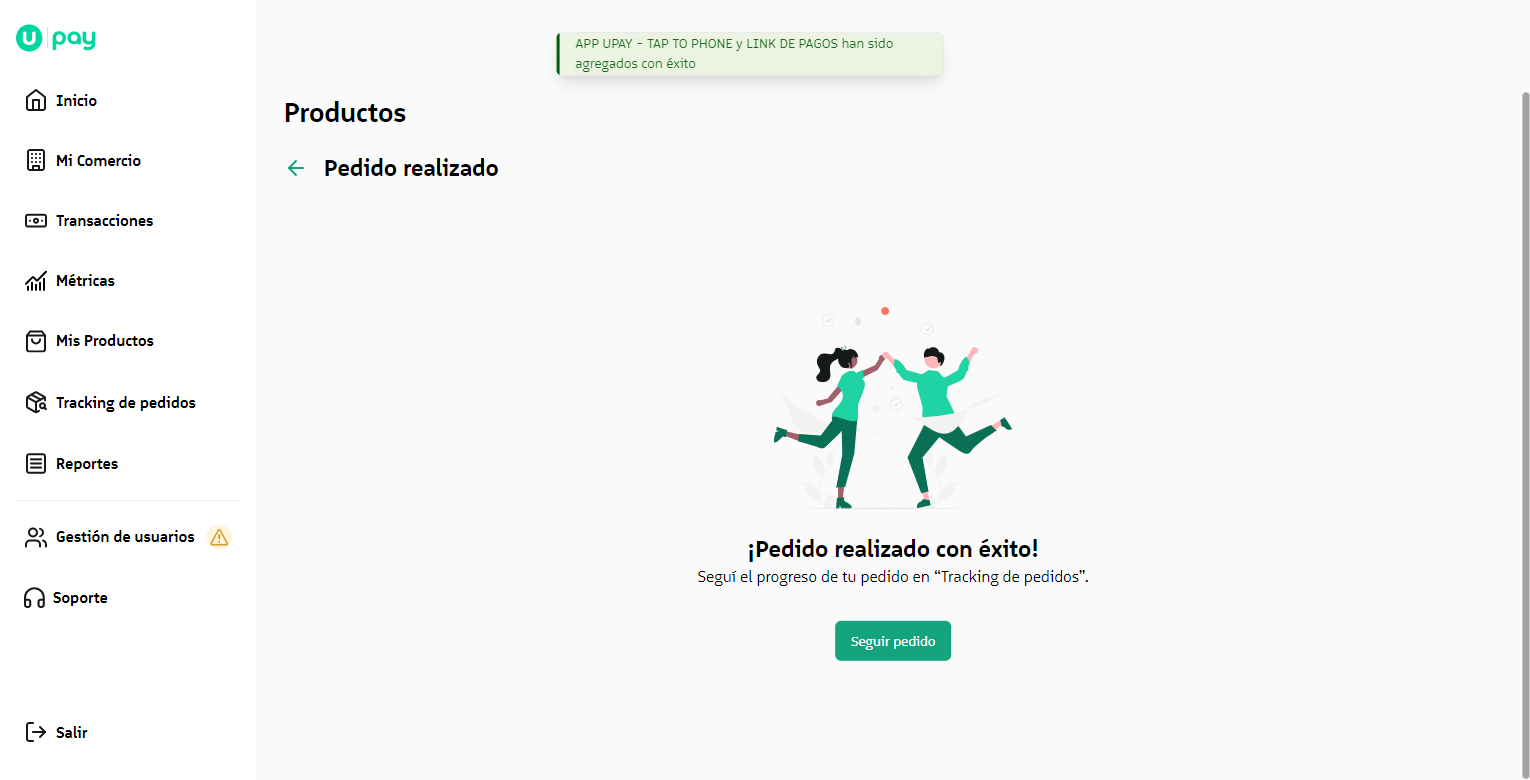 U pay
Inicio
Mi Comercio
Transacciones
Métricas
Mis Productos
Tracking de pedidos
Reportes
Gestión de usuarios
Soporte
Salir
APP UPAY - TAP TO PHONE y LINK DE PAGOS han sido
agregados con éxito
Productos
Pedido realizado
¡Pedido realizado con éxito!
Seguí el progreso de tu pedido en “Tracking de pedidos”.
Seguir pedido